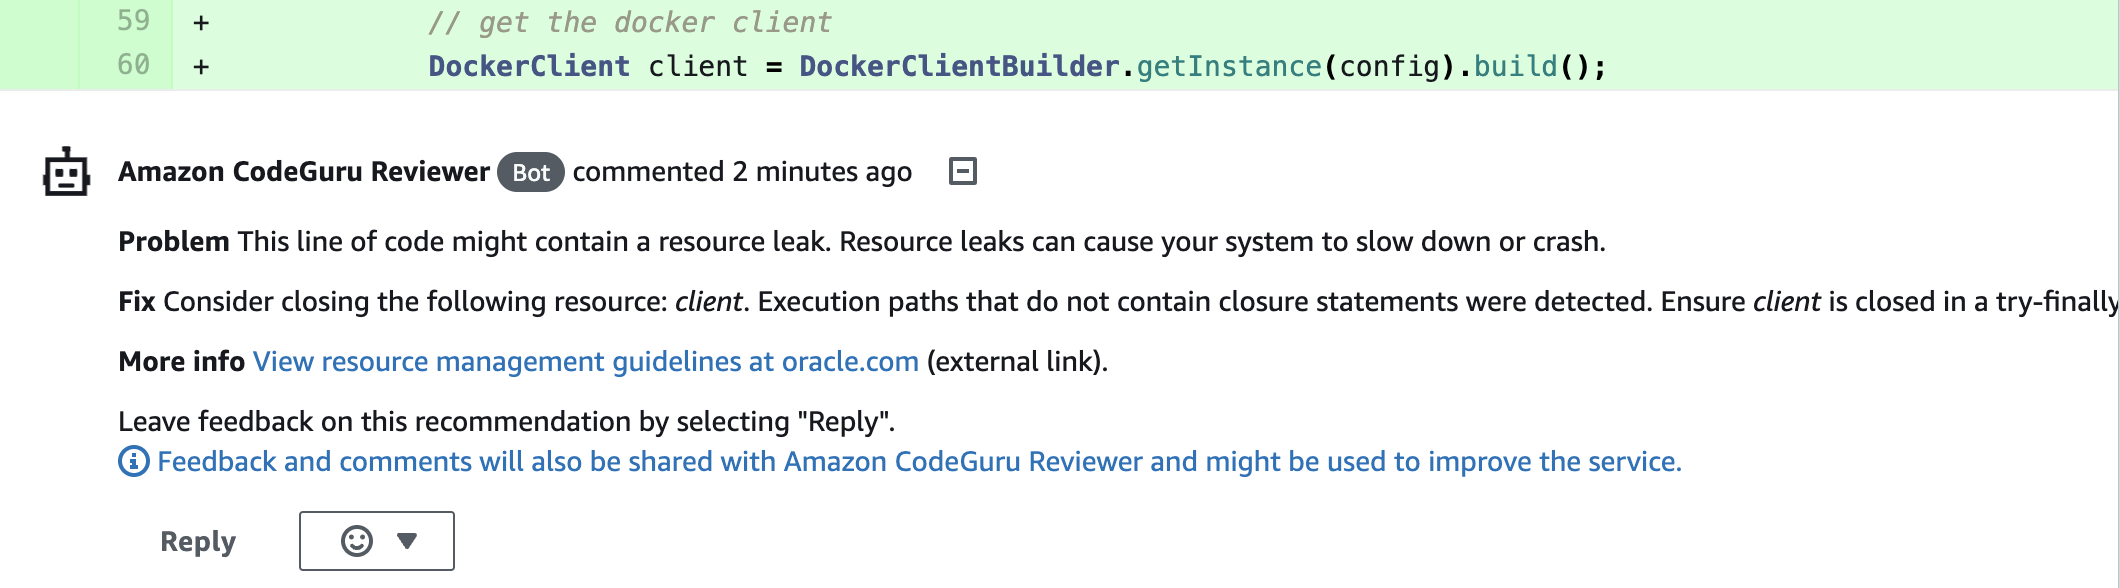 59 + // get the docker client
60 + DockerClient client = DockerClientBuilder.getInstance(config).build();
Amazon CodeGuru Reviewer Bot commented 2 minutes ago
Problem This line of code might contain a resource leak. Resource leaks can cause your system to slow down or crash.
Fix Consider closing the following resource: client. Execution paths that do not contain closure statements were detected. Ensure client is closed in a try-finally
More info View resource management guidelines at oracle.com (external link).
Leave feedback on this recommendation by selecting "Reply".
Feedback and comments will also be shared with Amazon CodeGuru Reviewer and might be used to improve the service.
Reply